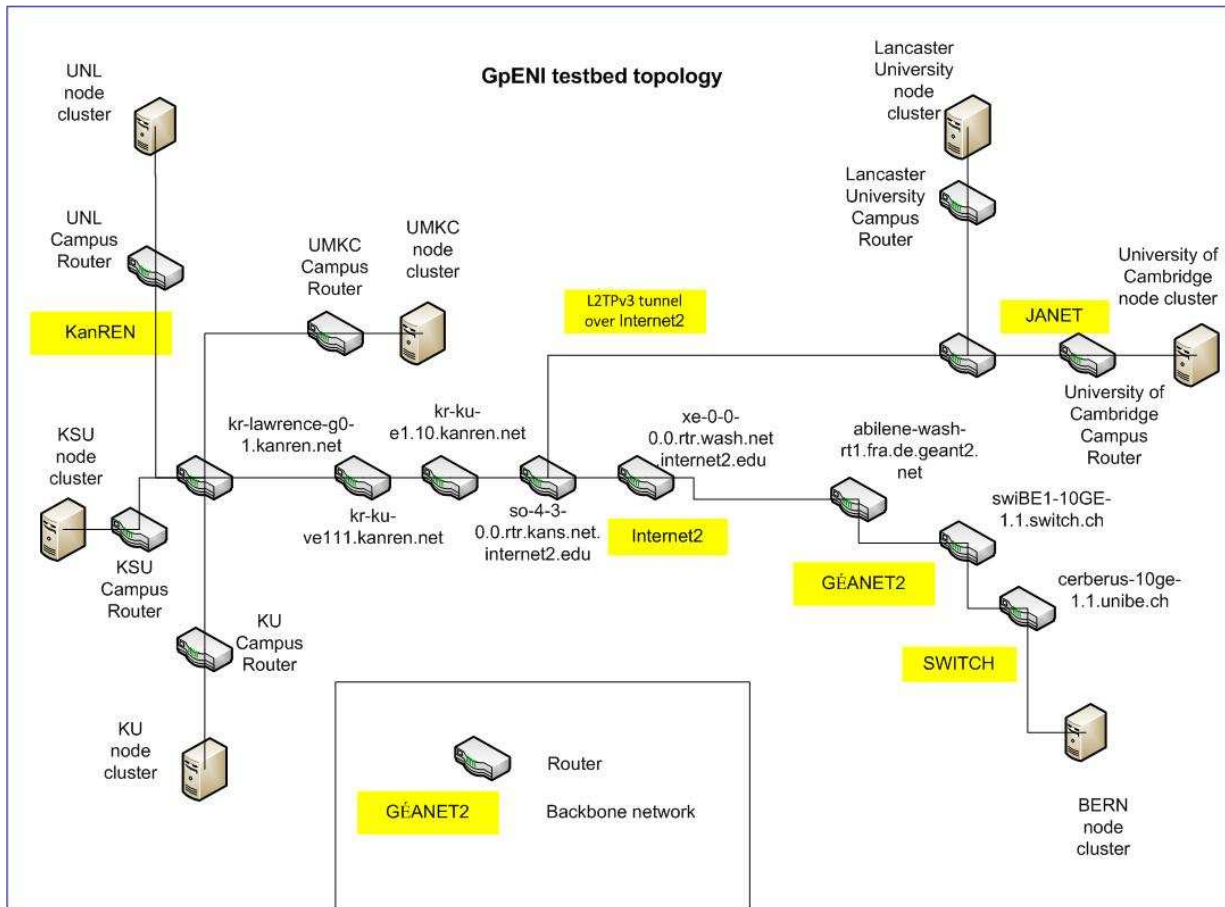 GpENI testbed topology
UNL
node
cluster
UNL
Campus
Router
KanREN
UMKC
Campus
Router
UMKC
node
cluster
L2TPv3 tunnel
over Internet2
Lancaster
University
node
cluster
Lancaster
University
Campus
Router
JANET
University of
Cambridge
node cluster
University of
Cambridge
Campus
Router
KSU
node
cluster
KSU
Campus
Router
kr-lawrence-g0-
1.kanren.net
kr-ku-
ve111.kanren.net
kr-ku-
e1.10.kanren.net
so-4-3-
0.0.rtr.kans.net.
internet2.edu
xe-0-0-
0.0.rtr.wash.net
.internet2.edu
Internet2
abilene-wash-
rt1.fra.de.geant2.
net
GÉANET2
swiBE1-10GE-
1.1.switch.ch
cerberus-10ge-
1.1.unibe.ch
SWITCH
KU
Campus
Router
KU
node
cluster
BERN
node
cluster
Router
GÉANET2
Backbone network